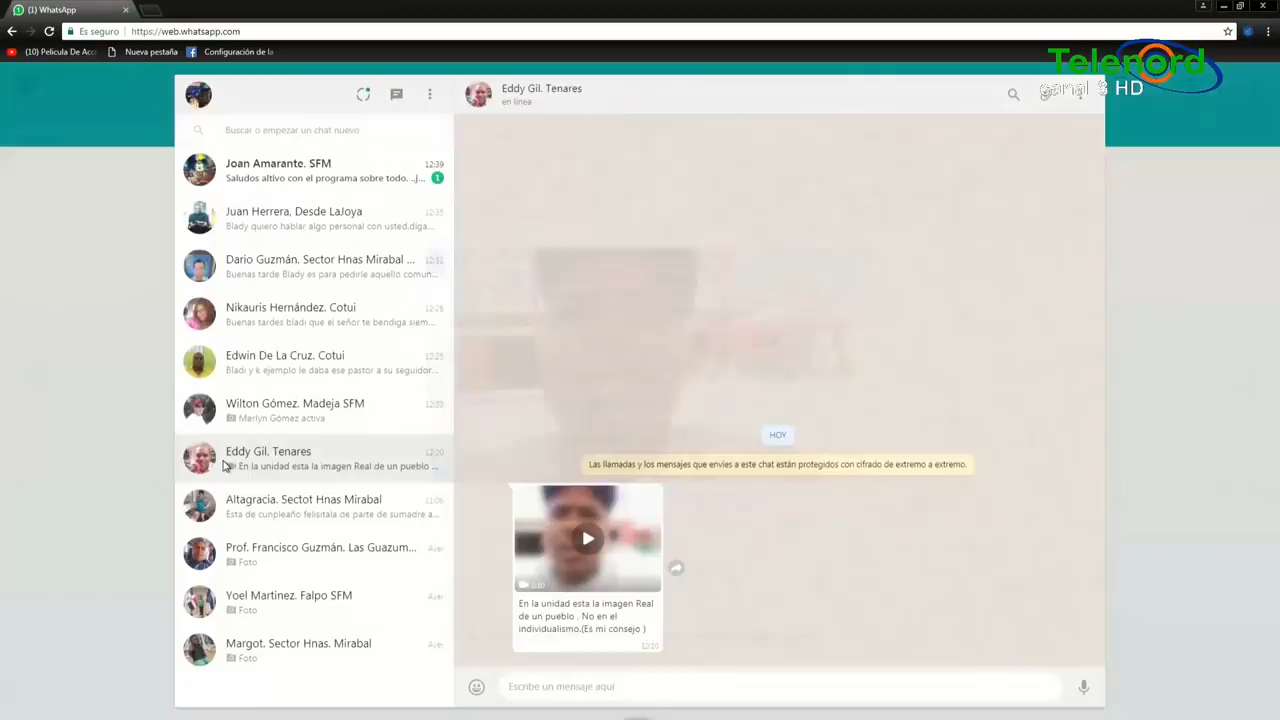 (1) WhatsApp
Es seguro https://web.whatsapp.com
(10) Pelicula De Acc Nueva pestaña Configuración de la
Telenord
canal 8 HD
Eddy Gil. Tenares
en línea
Buscar o empezar un chat nuevo
Joan Amarante. SFM 12:39
Saludos altivo con el programa sobre todo. ..j... 1
Juan Herrera, Desde LaJoya 12:35
Blady quiero hablar algo personal con usted.diga...
Dario Guzmán. Sector Hnas Mirabal ...
Buenas tarde Blady es para pedirle aquello comun...
Nikauris Hernández. Cotui 12:28
Buenas tardes bladi que el señor te bendiga siem...
Edwin De La Cruz. Cotui 12:25
Bladi y k ejemplo le daba ese pastor a su seguidor...
Wilton Gómez. Madeja SFM
Merlyn Gómez activa
Eddy Gil. Tenares
En la unidad esta la imagen Real de un pueblo ...
Altagracia. Sectot Hnas Mirabal 11:06
Esta de cunpleaño felisitala de parte de sumadre a...
Prof. Francisco Guzmán. Las Guazum... Ayer
Foto
Yoel Martinez. Falpo SFM Ayer
Foto
Margot. Sector Hnas. Mirabal Ayer
Foto
HOY
Las llamadas y los mensajes que envíes a este chat están protegidos con cifrado de extremo a extremo.
En la unidad esta la imagen Real
de un pueblo . No en el
individualismo.(Es mi consejo )
Escribe un mensaje aquí